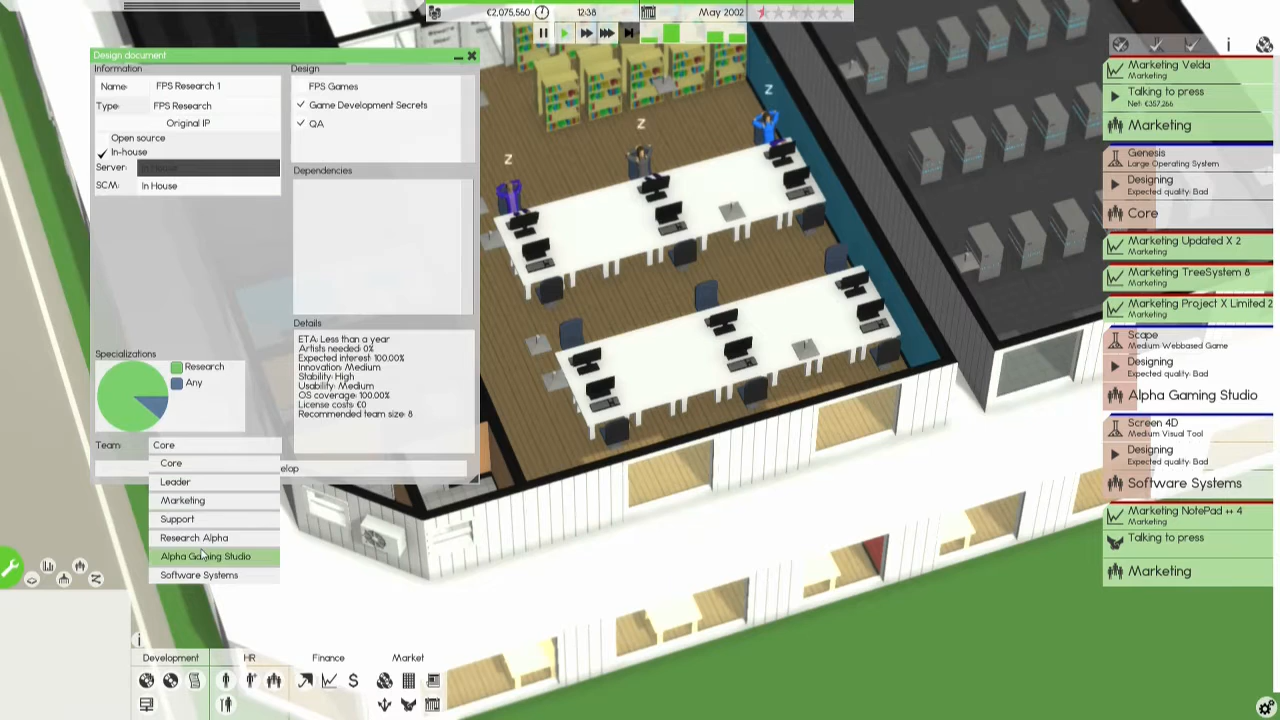 €2,075,560
12:38
May 2002
Design document
Information
Name: FPS Research 1
Type: FPS Research
Original IP
Open source
In-house
Server: In House
SCM: In House
Specializations
Research
Any
Team: Core
Core
Leader
Marketing
Support
Research Alpha
Alpha Gaming Studio
Software Systems
Design
FPS Games
Game Development Secrets
QA
Dependencies
Details
ETA: Less than a year
Artists needed: 0%
Expected interest: 100.00%
Innovation: Medium
Stability: High
Usability: Medium
OS coverage: 100.00%
License costs: €0
Recommended team size: 8
elop
Z
Z
Z
Marketing Velda
Marketing
Talking to press
Net: €357,266
Marketing
Genesis
Large Operating System
Designing
Expected quality: Bad
Core
Marketing Updated X 2
Marketing
Marketing TreeSystem 8
Marketing
Marketing Project X Limited 2
Marketing
Scape
Medium Webbased Game
Designing
Expected quality: Bad
Alpha Gaming Studio
Screen 4D
Medium Visual Tool
Designing
Expected quality: Bad
Software Systems
Marketing NotePad ++ 4
Marketing
Talking to press
Marketing
Development
HR
Finance
Market